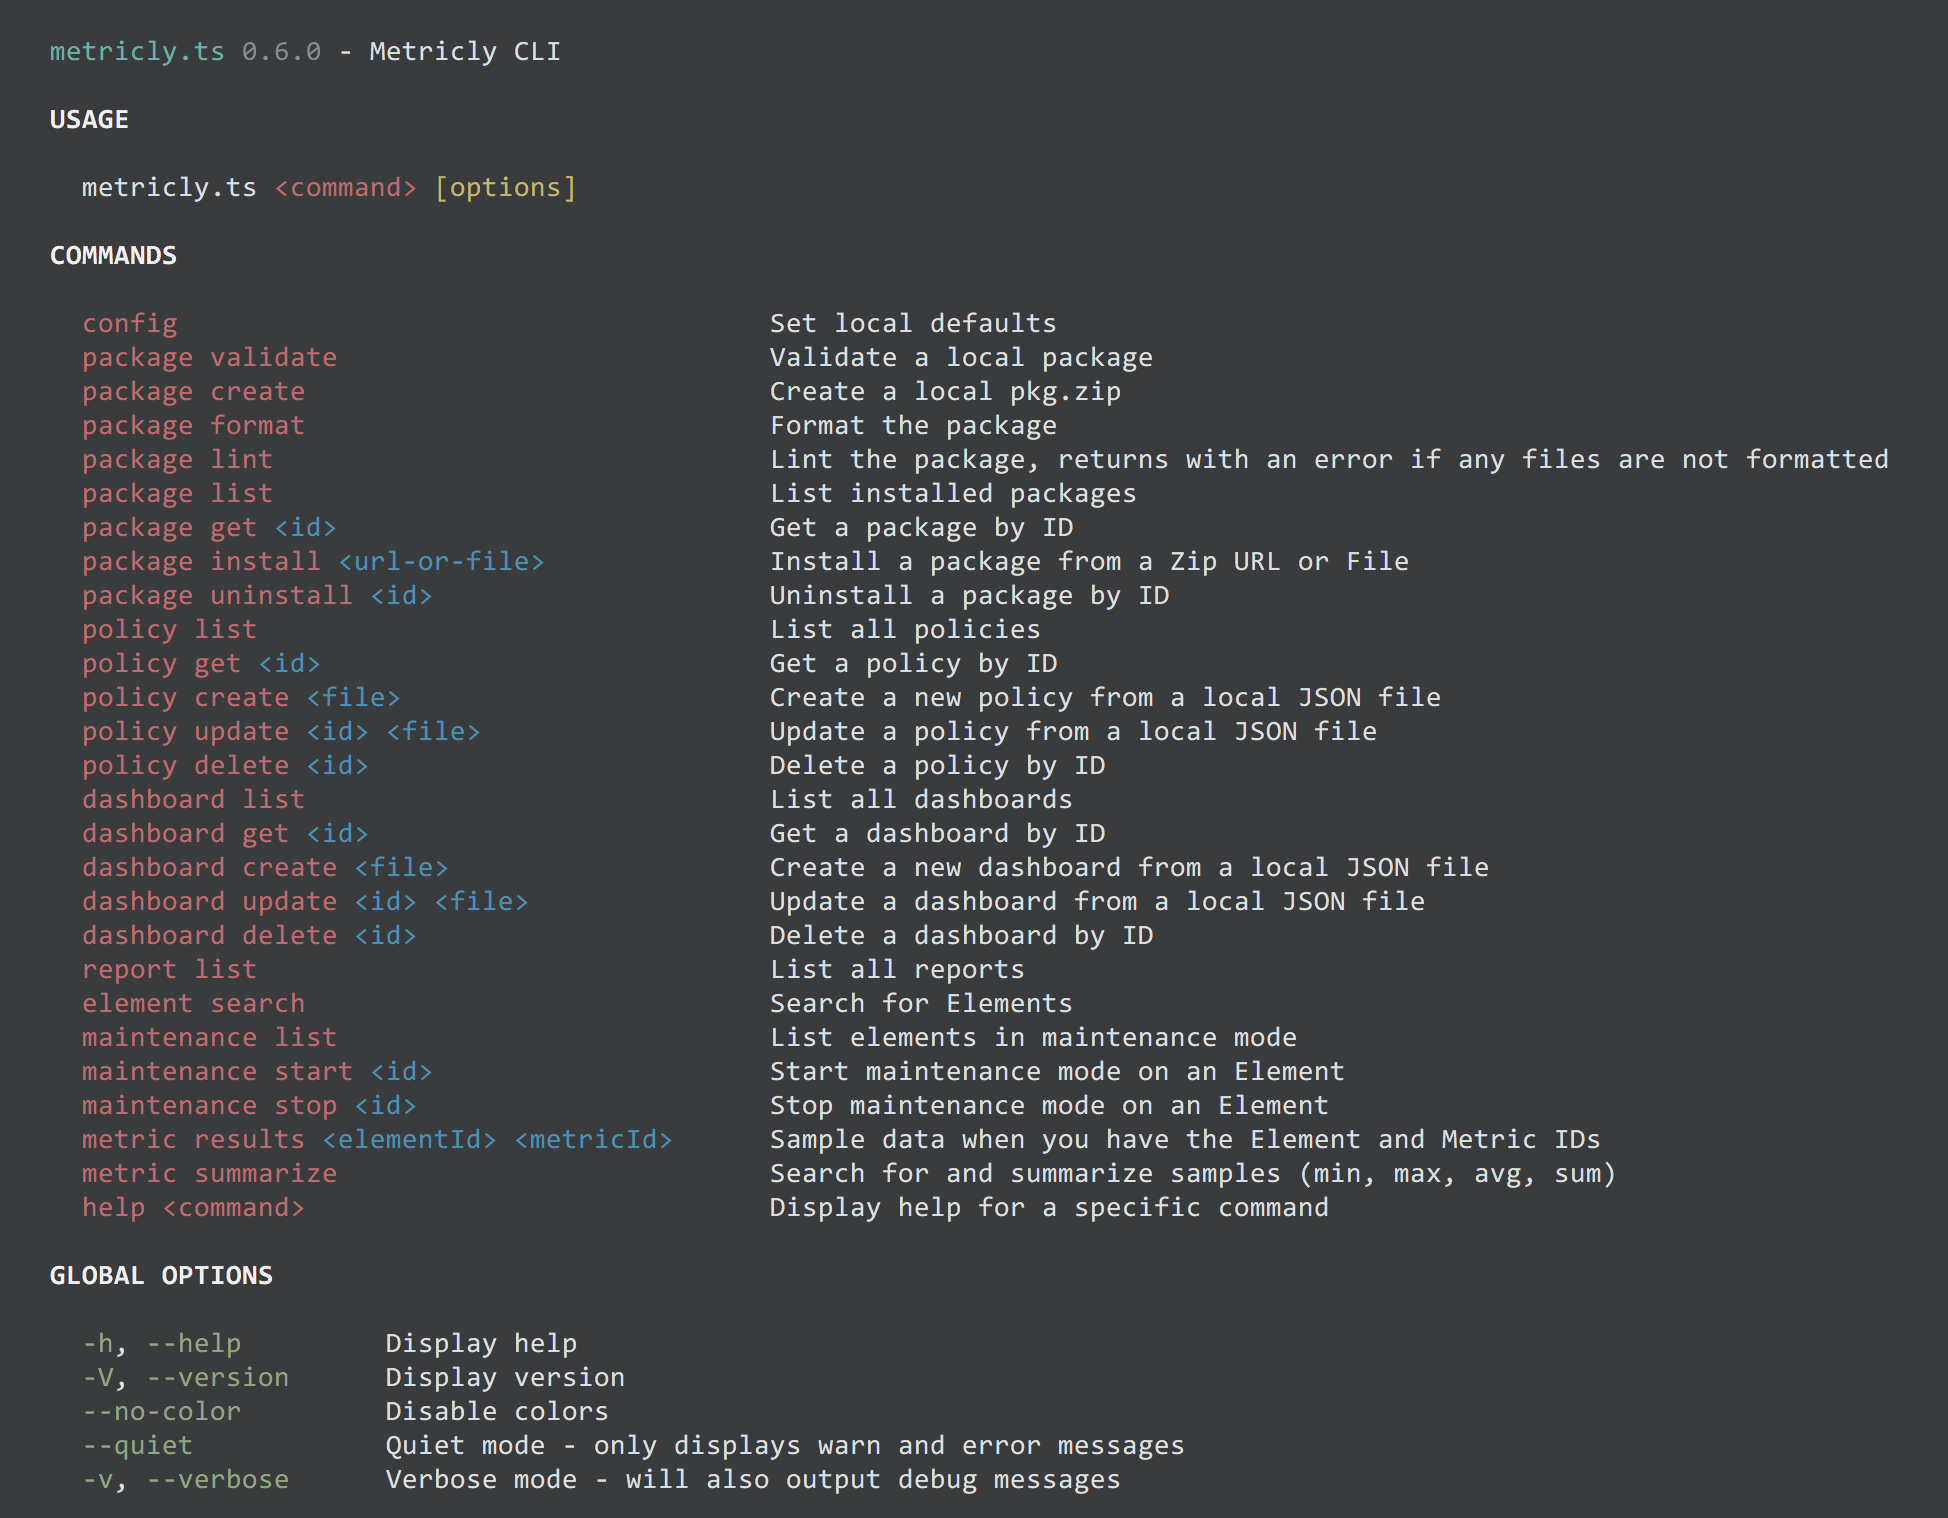 metricly.ts 0.6.0 - Metricly CLI
USAGE
metricly.ts <command> [options]
COMMANDS
config Set local defaults
package validate Validate a local package
package create Create a local pkg.zip
package format Format the package
package lint Lint the package, returns with an error if any files are not formatted
package list List installed packages
package get <id> Get a package by ID
package install <url-or-file> Install a package from a Zip URL or File
package uninstall <id> Uninstall a package by ID
policy list List all policies
policy get <id> Get a policy by ID
policy create <file> Create a new policy from a local JSON file
policy update <id> <file> Update a policy from a local JSON file
policy delete <id> Delete a policy by ID
dashboard list List all dashboards
dashboard get <id> Get a dashboard by ID
dashboard create <file> Create a new dashboard from a local JSON file
dashboard update <id> <file> Update a dashboard from a local JSON file
dashboard delete <id> Delete a dashboard by ID
report list List all reports
element search Search for Elements
maintenance list List elements in maintenance mode
maintenance start <id> Start maintenance mode on an Element
maintenance stop <id> Stop maintenance mode on an Element
metric results <elementId> <metricId> Sample data when you have the Element and Metric IDs
metric summarize Search for and summarize samples (min, max, avg, sum)
help <command> Display help for a specific command
GLOBAL OPTIONS
-h, --help Display help
-V, --version Display version
--no-color Disable colors
--quiet Quiet mode - only displays warn and error messages
-v, --verbose Verbose mode - will also output debug messages